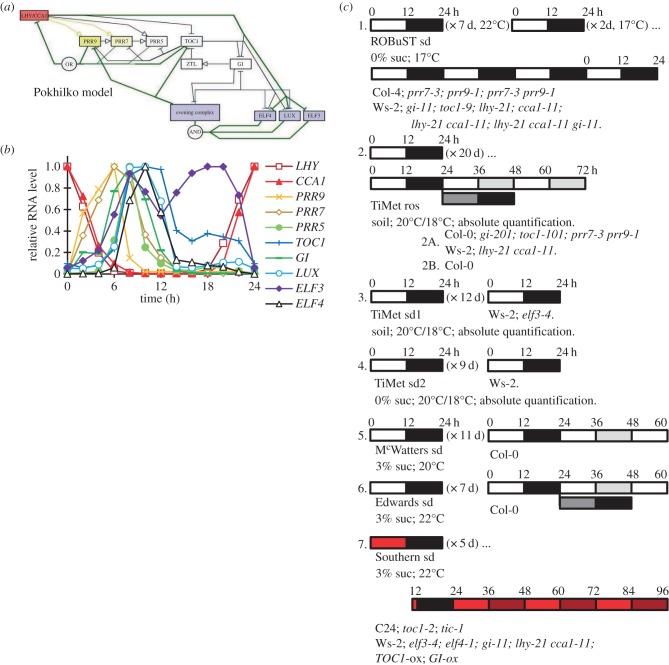 (a)
LHY/CCA1
PRR9
PRR7
PRR5
TOC1
OR
ZTL
GI
Pokhilko model
evening complex
ELF4
LUX
ELF3
AND
(b)
relative RNA level
1.0
0.8
0.6
0.4
0.2
0
0 4 8 12 16 20 24
time (h)
LHY
CCA1
PRR9
PRR7
PRR5
TOC1
GI
LUX
ELF3
ELF4
(c)
0 12 24 h 0 12 24 h
1. (× 7 d, 22°C) (× 2d, 17°C) ...
ROBuST sd
0% suc; 17°C
0 12 24
Col-4; prr7-3; prr9-1; prr7-3 prr9-1
Ws-2; gi-11; toc1-9; lhy-21; cca1-11;
lhy-21 cca1-11; lhy-21 cca1-11 gi-11.
0 12 24 h
2. (× 20 d) ...
0 12 24 36 48 60 72 h
TiMet ros
soil; 20°C/18°C; absolute quantification.
2A. Col-0; gi-201; toc1-101; prr7-3 prr9-1
Ws-2; lhy-21 cca1-11.
2B. Col-0
0 12 24 h 0 12 24 h
3. (× 12 d)
TiMet sd1 Ws-2; elf3-4.
soil; 20°C/18°C; absolute quantification.
0 12 24 h 0 12 24 h
4. (× 9 d)
TiMet sd2 Ws-2.
0% suc; 20°C/18°C; absolute quantification.
0 12 24 h 0 12 24 36 48 60
5. (× 11 d)
McWatters sd Col-0
3% suc; 20°C
0 12 24 h 0 12 24 36 48 60
6. (× 7 d)
Edwards sd Col-0
3% suc; 22°C
0 12 24 h
7. (× 5 d) ...
Southern sd
3% suc; 22°C
12 24 36 48 60 72 84 96
C24; toc1-2; tic-1
Ws-2; elf3-4; elf4-1; gi-11; lhy-21 cca1-11;
TOC1-ox; GI-ox